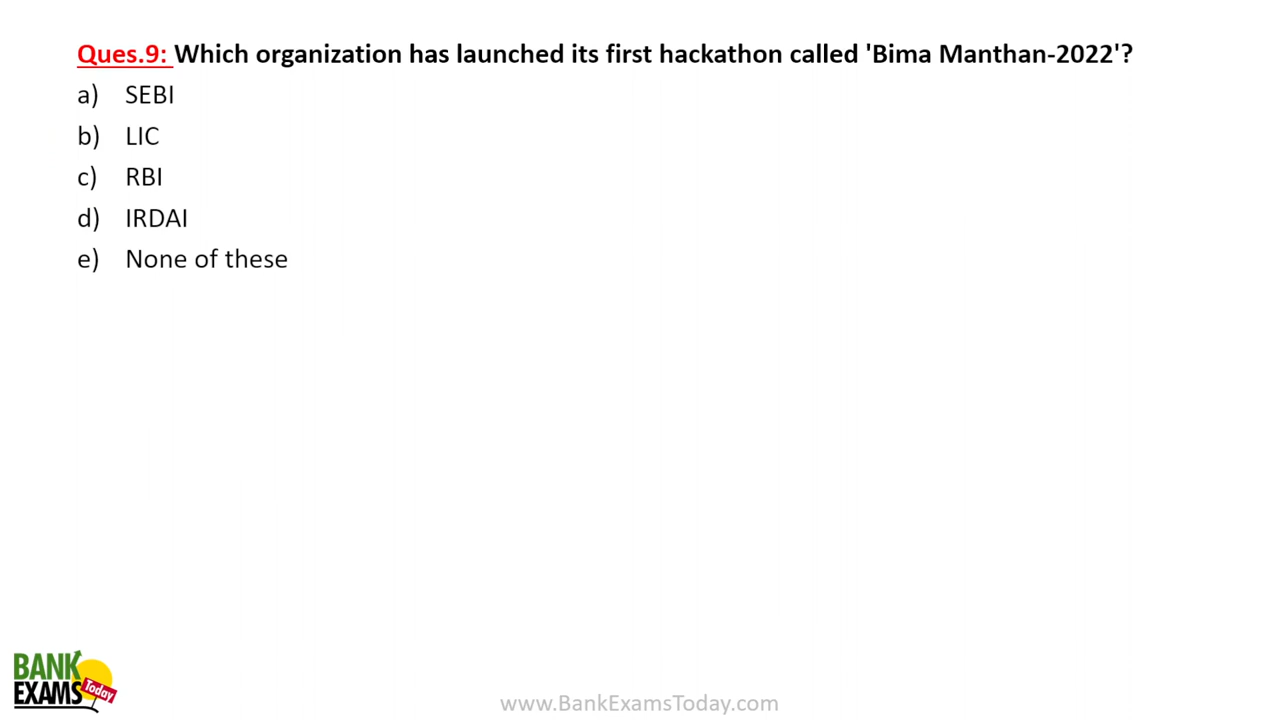 Ques.9: Which organization has launched its first hackathon called 'Bima Manthan-2022'?
a) SEBI
b) LIC
c) RBI
d) IRDAI
e) None of these
BANK
EXAMS
Today
www.BankExamsToday.com